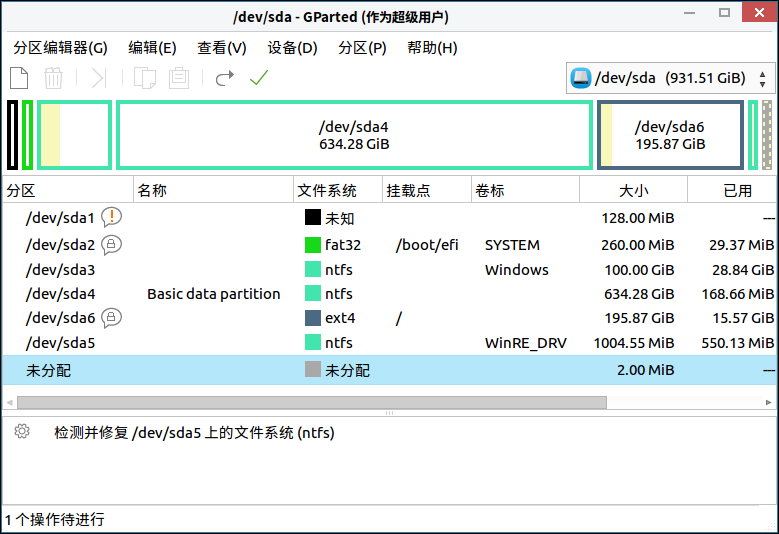 /dev/sda - GParted (作为超级用户)
分区编辑器(G) 编辑(E) 查看(V) 设备(D) 分区(P) 帮助(H)
/dev/sda (931.51 GiB)
/dev/sda4 /dev/sda6
634.28 GiB 195.87 GiB
分区 名称 文件系统 挂载点 卷标 大小 已用
/dev/sda1 未知 128.00 MiB ---
/dev/sda2 fat32 /boot/efi SYSTEM 260.00 MiB 29.37 MiB
/dev/sda3 ntfs Windows 100.00 GiB 28.84 GiB
/dev/sda4 Basic data partition ntfs 634.28 GiB 168.66 MiB
/dev/sda6 ext4 / 195.87 GiB 15.57 GiB
/dev/sda5 ntfs WinRE_DRV 1004.55 MiB 550.13 MiB
未分配 未分配 2.00 MiB ---
检测并修复 /dev/sda5 上的文件系统 (ntfs)
1 个操作待进行